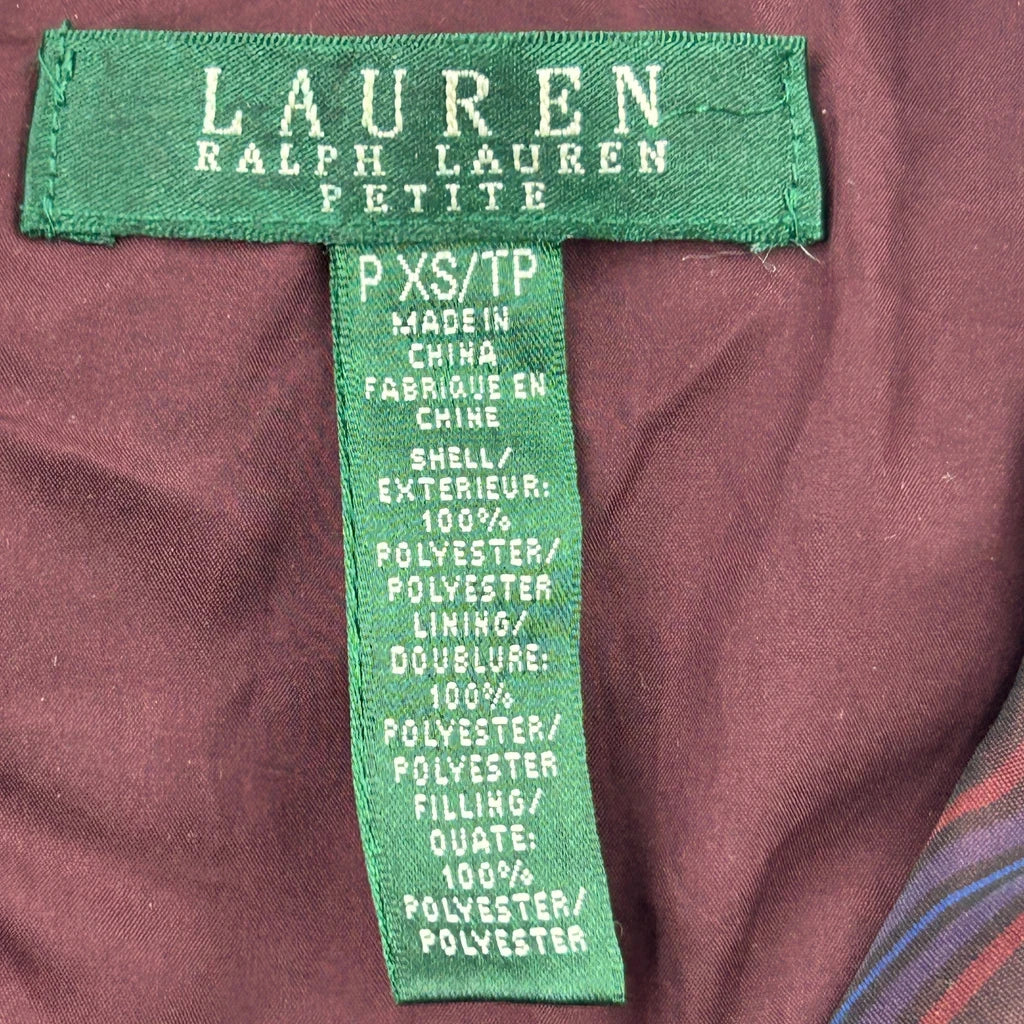 LAUREN
RALPH LAUREN
PETITE
P XS/TP
MADE IN
CHINA
FABRIQUE EN
CHINE
SHELL/
EXTERIEUR:
100%
POLYESTER/
POLYESTER
LINING/
DOUBLURE:
100%
POLYESTER/
POLYESTER
FILLING/
OUATE:
100%
POLYESTER/
POLYESTER